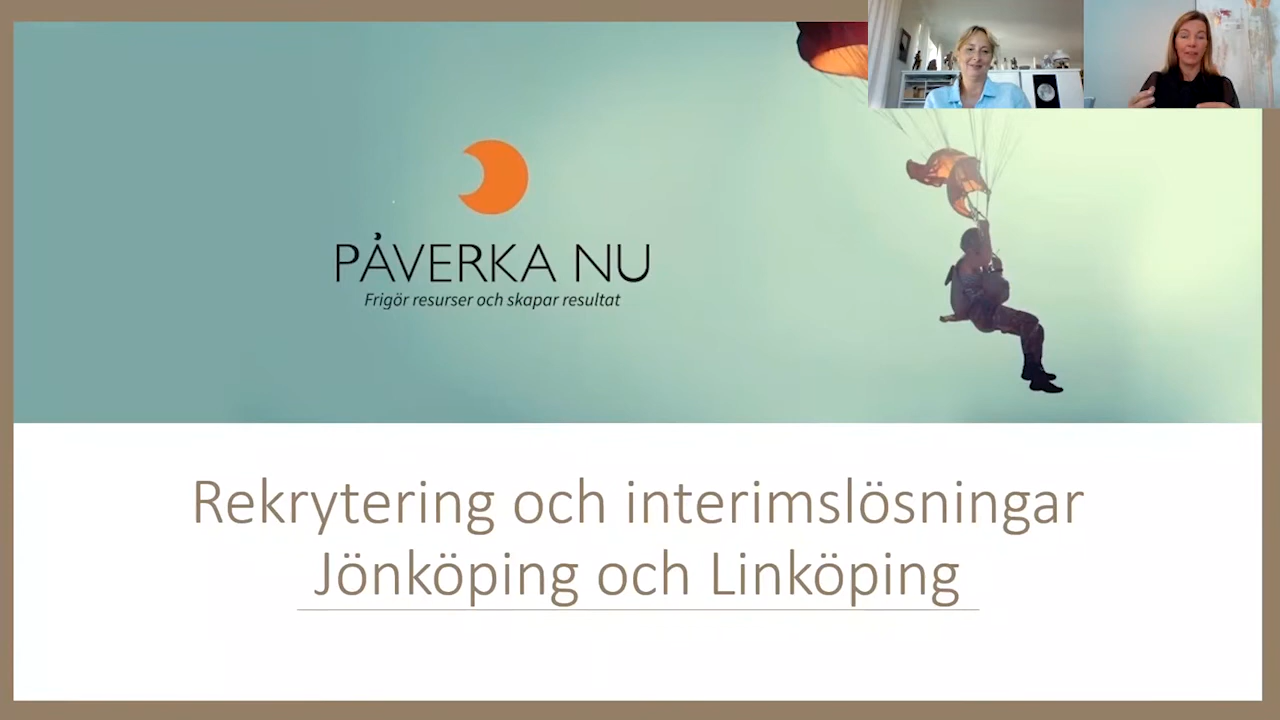 PÅVERKA NU
Frigör resurser och skapar resultat
Rekrytering och interimslösningar
Jönköping och Linköping